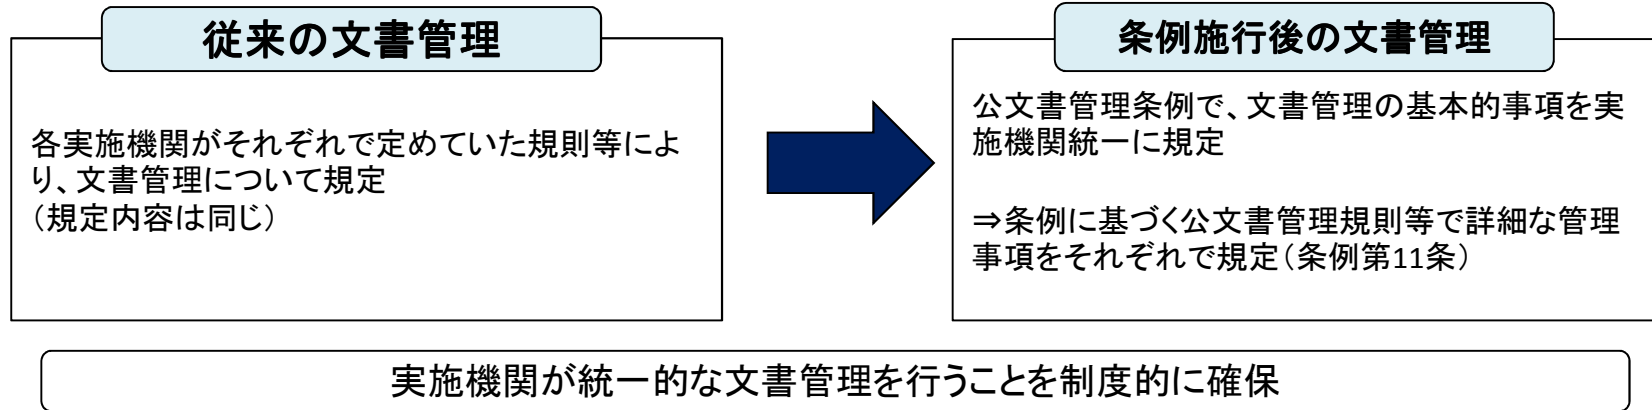 従来の文書管理
各実施機関がそれぞれで定めていた規則等によ
り、文書管理について規定
（規定内容は同じ）
条例施行後の文書管理
公文書管理条例で、文書管理の基本的事項を実
施機関統一に規定
⇒条例に基づく公文書管理規則等で詳細な管理
事項をそれぞれで規定（条例第11条）
実施機関が統一的な文書管理を行うことを制度的に確保